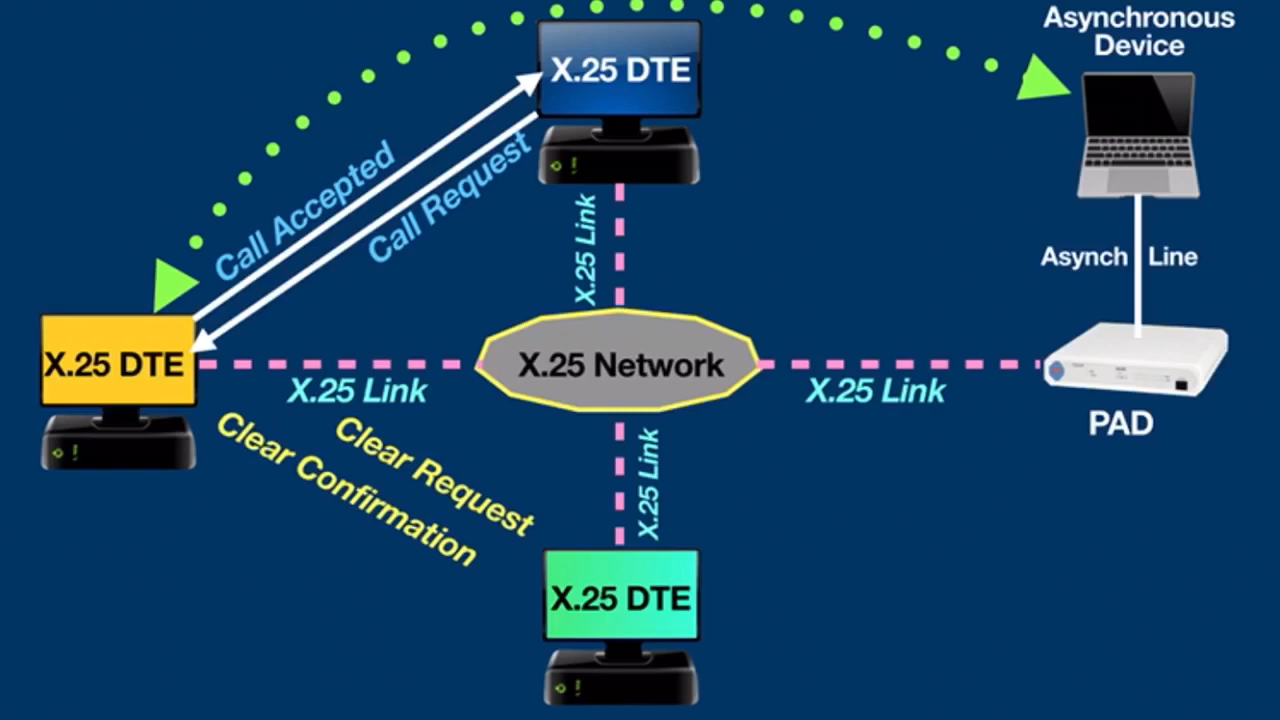 Asynchronous
Device
X.25 DTE
Call Accepted
Call Request
X.25 Link
Asynch Line
X.25 DTE
X.25 Network
X.25 Link
X.25 Link
PAD
Clear Request
Clear Confirmation
X.25 Link
X.25 DTE